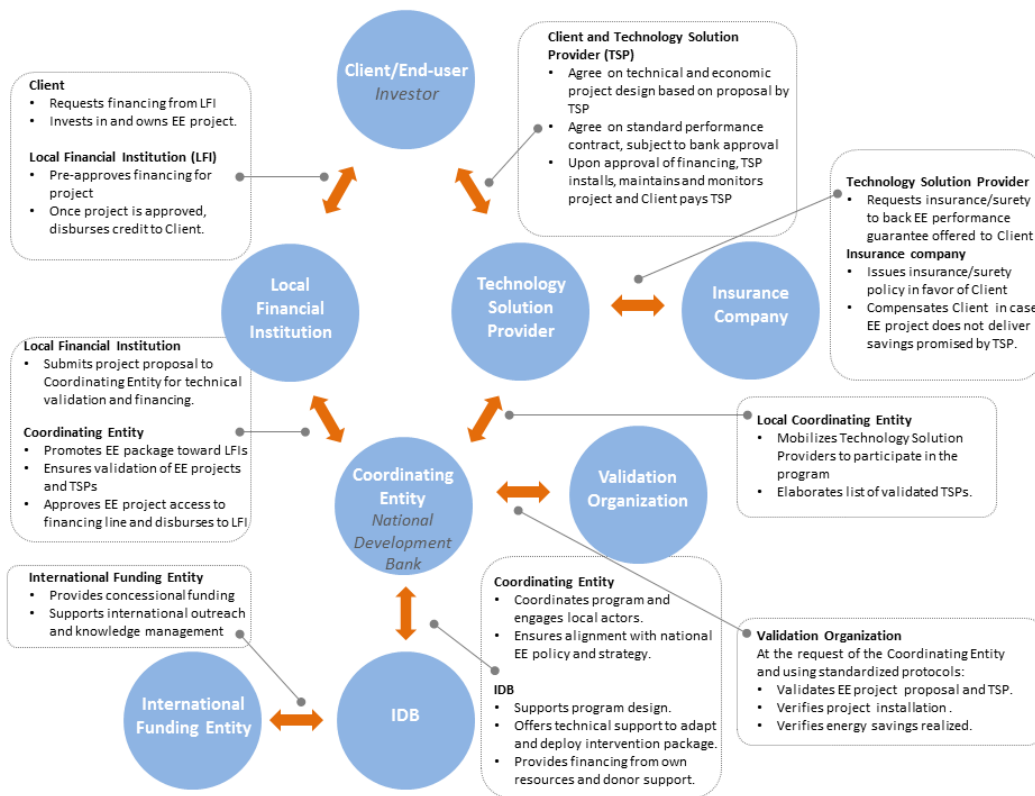 Client/End-user
Investor
Client and Technology Solution
Provider (TSP)
• Agree on technical and economic
project design based on proposal by
TSP
• Agree on standard performance
contract, subject to bank approval
• Upon approval of financing, TSP
installs, maintains and monitors
project and Client pays TSP
Client
• Requests financing from LFI
• Invests in and owns EE project.
Local Financial Institution (LFI)
• Pre-approves financing for
project
• Once project is approved,
disburses credit to Client.
Technology Solution Provider
• Requests insurance/surety
to back EE performance
guarantee offered to Client
Insurance company
• Issues insurance/surety
policy in favor of Client
• Compensates Client in case
EE project does not deliver
savings promised by TSP.
Local
Financial
Institution
Technology
Solution
Provider
Insurance
Company
Local Financial Institution
• Submits project proposal to
Coordinating Entity for technical
validation and financing.
Coordinating Entity
• Promotes EE package toward LFIs
• Ensures validation of EE projects
and TSPs
• Approves EE project access to
financing line and disburses to LFI
Local Coordinating Entity
• Mobilizes Technology Solution
Providers to participate in the
program
• Elaborates list of validated TSPs.
Coordinating
Entity
National
Development
Bank
Validation
Organization
International Funding Entity
• Provides concessional funding
• Supports international outreach
and knowledge management
Coordinating Entity
• Coordinates program and
engages local actors.
• Ensures alignment with national
EE policy and strategy.
IDB
• Supports program design.
• Offers technical support to adapt
and deploy intervention package.
• Provides financing from own
resources and donor support.
Validation Organization
At the request of the Coordinating Entity
and using standardized protocols:
• Validates EE project proposal and TSP.
• Verifies project installation .
• Verifies energy savings realized.
International
Funding Entity
IDB